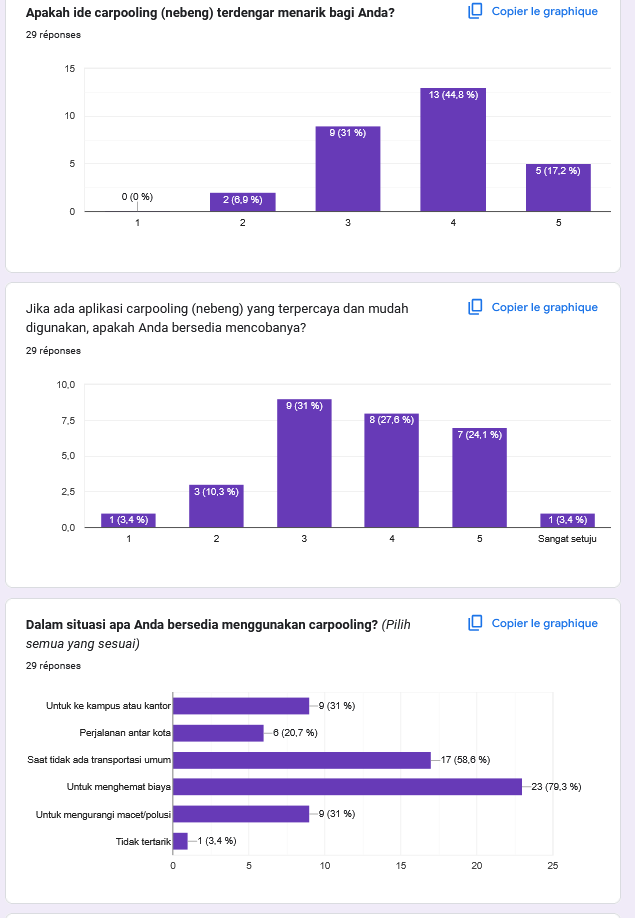 Apakah ide carpooling (nebeng) terdengar menarik bagi Anda?
Copier le graphique
29 réponses
15
10
5
0
0 (0 %)
2 (6,9 %)
9 (31 %)
13 (44,8 %)
5 (17,2 %)
1
2
3
4
5
Jika ada aplikasi carpooling (nebeng) yang terpercaya dan mudah
digunakan, apakah Anda bersedia mencobanya?
Copier le graphique
29 réponses
10,0
7,5
5,0
2,5
0,0
1 (3,4 %)
3 (10,3 %)
9 (31 %)
8 (27,6 %)
7 (24,1 %)
1 (3,4 %)
1
2
3
4
5
Sangat setuju
Dalam situasi apa Anda bersedia menggunakan carpooling? (Pilih
semua yang sesuai)
Copier le graphique
29 réponses
Untuk ke kampus atau kantor
9 (31 %)
Perjalanan antar kota
6 (20,7 %)
Saat tidak ada transportasi umum
17 (58,6 %)
Untuk menghemat biaya
23 (79,3 %)
Untuk mengurangi macet/polusi
9 (31 %)
Tidak tertarik
1 (3,4 %)
0
5
10
15
20
25